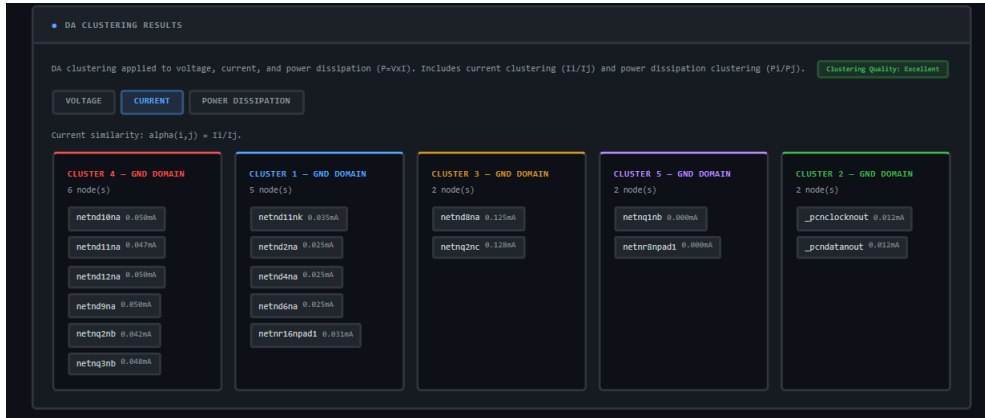 DA CLUSTERING RESULTS
DA clustering applied to voltage, current, and power dissipation (P=VxI). Includes current clustering (Ii/Ij) and power dissipation clustering (Pi/Pj).
Clustering Quality: Excellent
VOLTAGE
CURRENT
POWER DISSIPATION
Current similarity: alpha(i,j) = Ii/Ij.
CLUSTER 4 — GND DOMAIN
6 node(s)
netnd10na 0.050mA
netnd11na 0.047mA
netnd12na 0.050mA
netnd9na 0.050mA
netnq2nb 0.042mA
netnq3nb 0.048mA
CLUSTER 1 — GND DOMAIN
5 node(s)
netnd11nk 0.035mA
netnd2na 0.025mA
netnd4na 0.025mA
netnd6na 0.025mA
netnr16npad1 0.031mA
CLUSTER 3 — GND DOMAIN
2 node(s)
netnd8na 0.125mA
netnq2nc 0.128mA
CLUSTER 5 — GND DOMAIN
2 node(s)
netnq1nb 0.000mA
netnr8npad1 0.000mA
CLUSTER 2 — GND DOMAIN
2 node(s)
_pcnclocknout 0.012mA
_pcndatanout 0.012mA